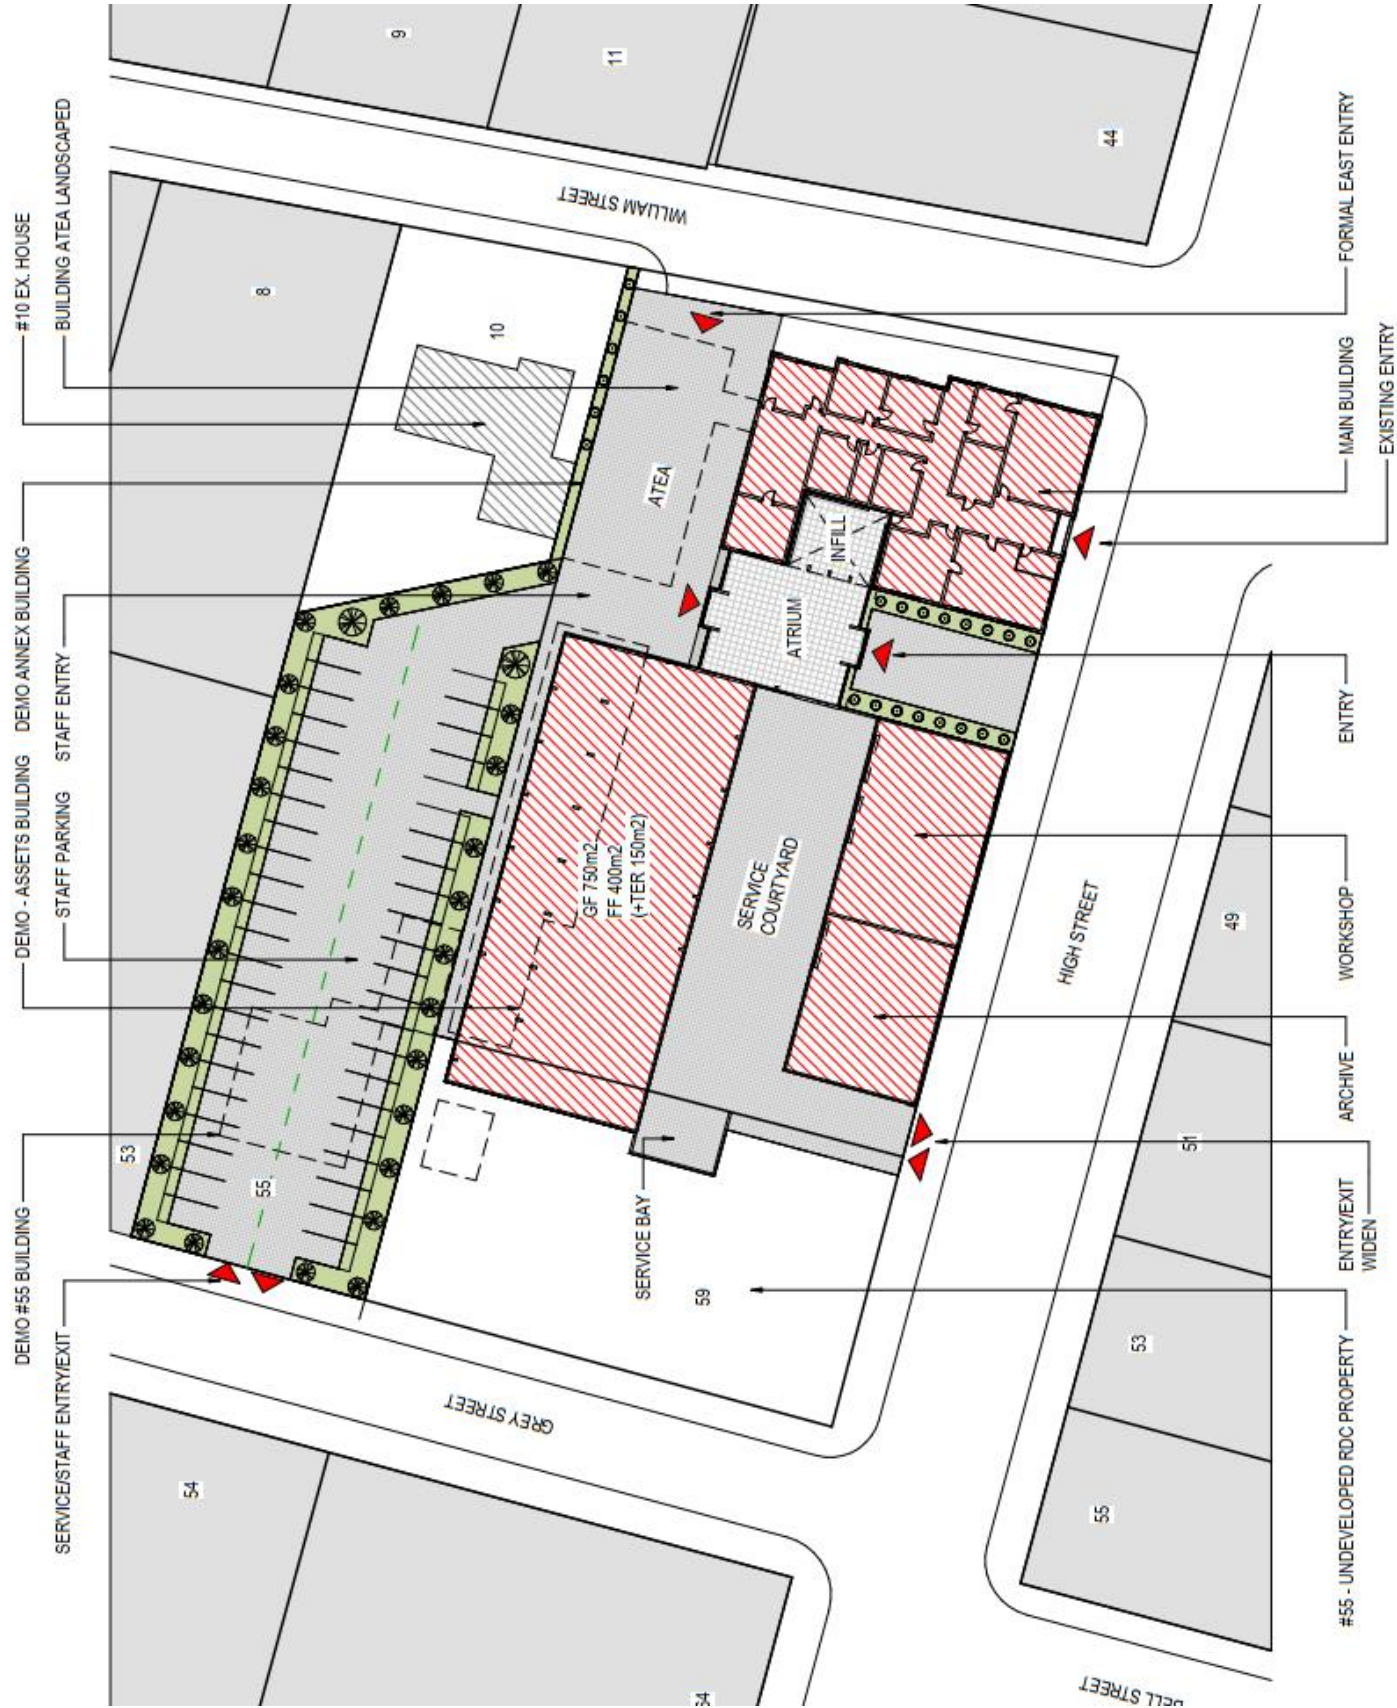 DEMO #55 BUILDING
SERVICE/STAFF ENTRY/EXIT
DEMO - ASSETS BUILDING
STAFF PARKING
DEMO ANNEX BUILDING
STAFF ENTRY
#10 EX. HOUSE
BUILDING ATEA LANDSCAPED
54
54
GREY STREET
53
55
59
SERVICE BAY
GF 750m2
FF 400m2
(+TER 150m2)
SERVICE
COURTYARD
ATEA
ATRIUM
INFILL
8
10
9
11
44
WILLIAM STREET
HIGH STREET
49
51
53
55
#55 - UNDEVELOPED RDC PROPERTY
ENTRY/EXIT
WIDEN
ARCHIVE
WORKSHOP
ENTRY
MAIN BUILDING
EXISTING ENTRY
FORMAL EAST ENTRY
BELL STREET